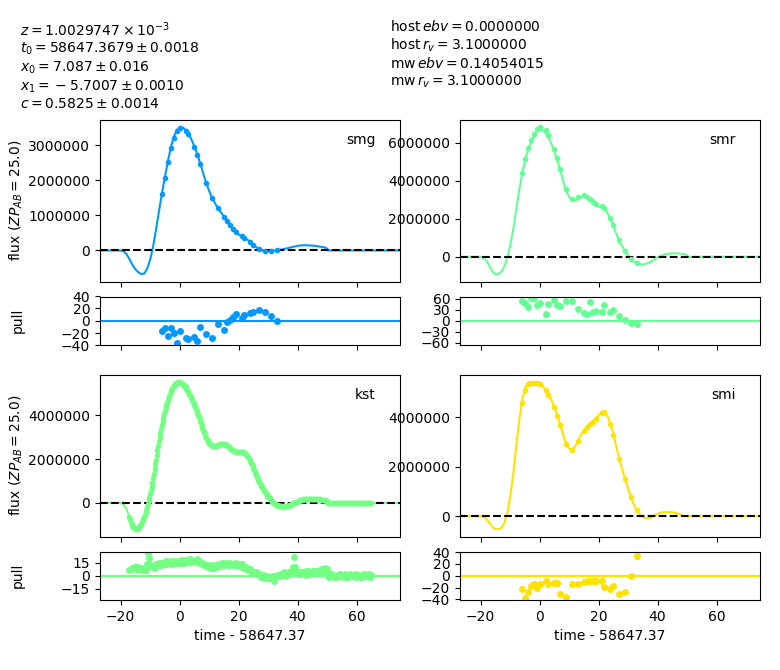 z = 1.0029747 × 10⁻³
t₀ = 58647.3679 ± 0.0018
x₀ = 7.087 ± 0.016
x₁ = −5.7007 ± 0.0010
c = 0.5825 ± 0.0014
host ebv = 0.0000000
host r_v = 3.1000000
mw ebv = 0.14054015
mw r_v = 3.1000000
smg
flux (ZP_AB = 25.0)
3000000
2000000
1000000
0
pull
40
20
0
−20
−40
smr
6000000
4000000
2000000
0
60
30
0
−30
−60
kst
flux (ZP_AB = 25.0)
4000000
2000000
0
pull
15
0
−15
−20 0 20 40 60
time - 58647.37
smi
4000000
2000000
0
40
20
0
−20
−40
−20 0 20 40 60
time - 58647.37